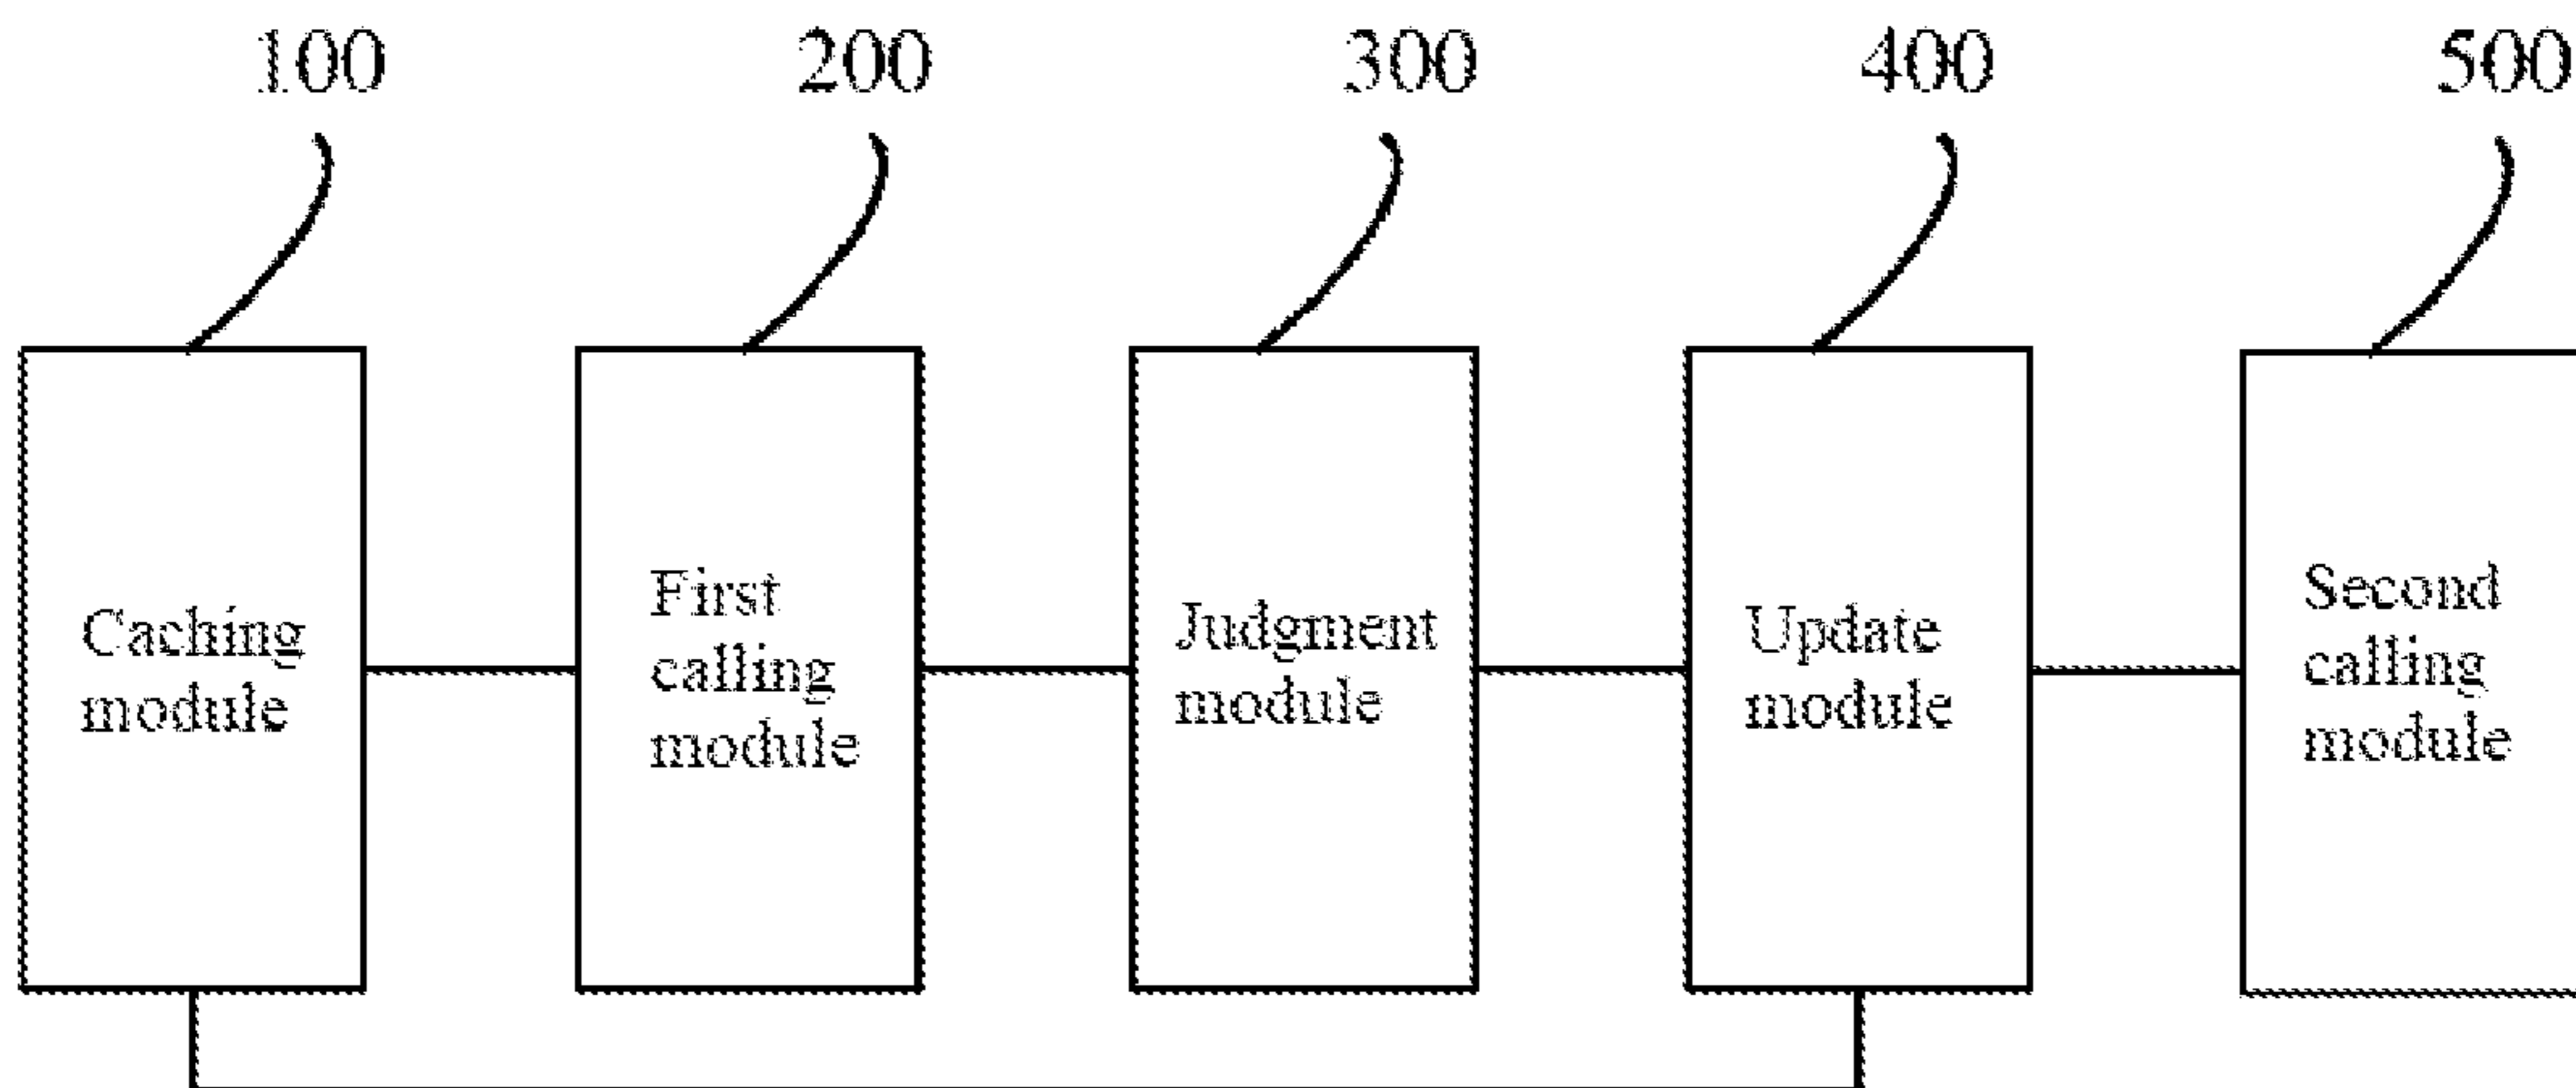 100
200
300
400
500
Caching
module
First
calling
module
Judgment
module
Update
module
Second
calling
module